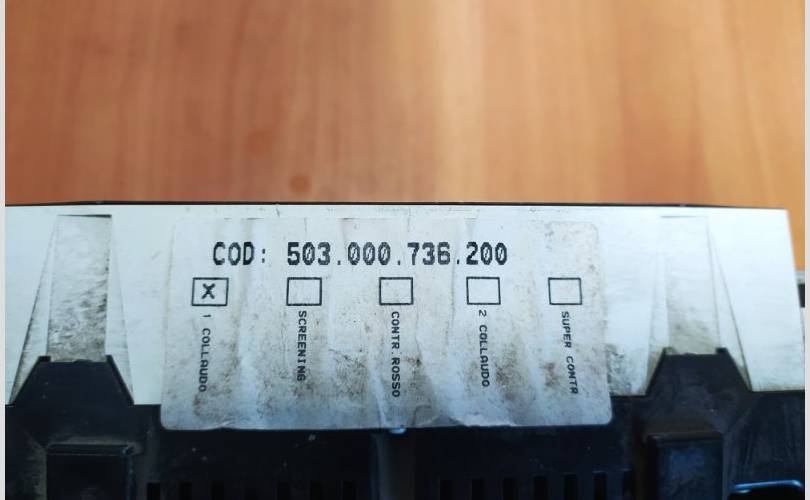 COD: 503.000.736.200
X
1 COLLAUDO
SCREENING
CONTR.ROSSO
2 COLLAUDO
SUPER CONTR